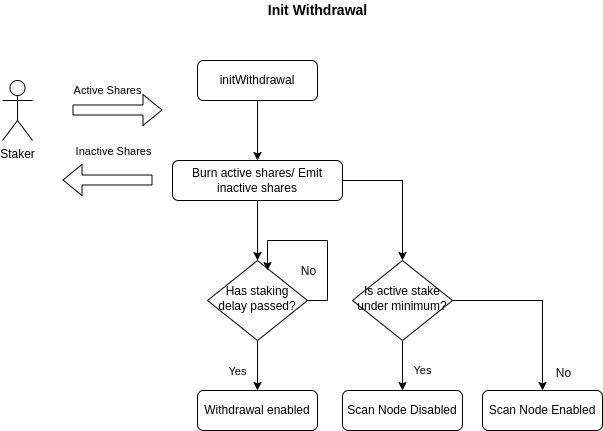 Init Withdrawal
initWithdrawal
Active Shares
Staker
Inactive Shares
Burn active shares/ Emit
inactive shares
No
Has staking
delay passed?
Is active stake
under minimum?
Yes
Yes
No
Withdrawal enabled
Scan Node Disabled
Scan Node Enabled